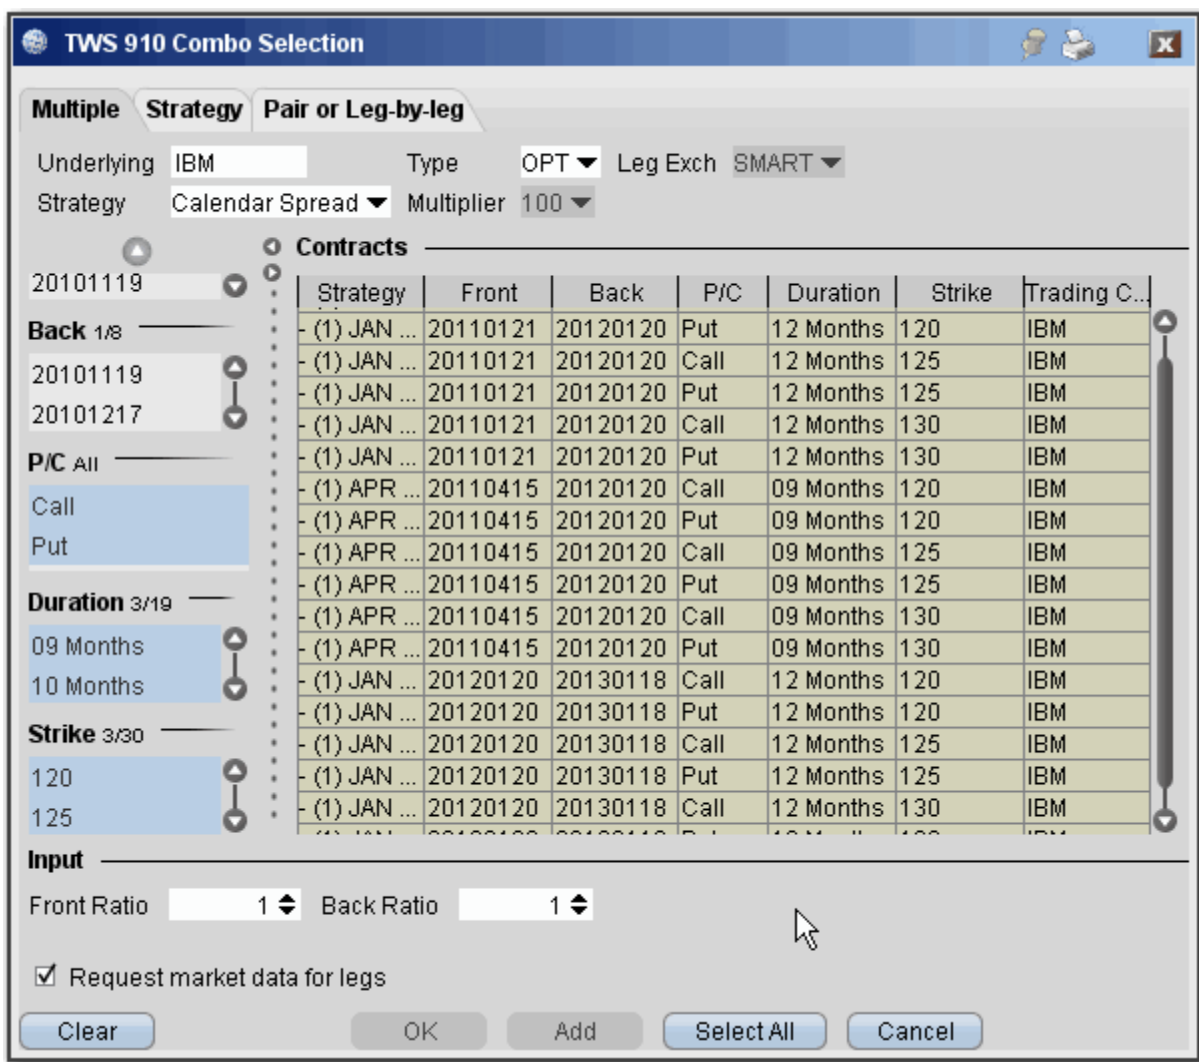 TWS 910 Combo Selection
Multiple Strategy Pair or Leg-by-leg
Underlying IBM Type OPT Leg Exch SMART
Strategy Calendar Spread Multiplier 100
Contracts
20101119
Back 1/8
20101119
20101217
P/C All
Call
Put
Duration 3/19
09 Months
10 Months
Strike 3/30
120
125
Strategy Front Back P/C Duration Strike Trading C...
- (1) JAN ... 20110121 20120120 Put 12 Months 120 IBM
- (1) JAN ... 20110121 20120120 Call 12 Months 125 IBM
- (1) JAN ... 20110121 20120120 Put 12 Months 125 IBM
- (1) JAN ... 20110121 20120120 Call 12 Months 130 IBM
- (1) JAN ... 20110121 20120120 Put 12 Months 130 IBM
- (1) APR ... 20110415 20120120 Call 09 Months 120 IBM
- (1) APR ... 20110415 20120120 Put 09 Months 120 IBM
- (1) APR ... 20110415 20120120 Call 09 Months 125 IBM
- (1) APR ... 20110415 20120120 Put 09 Months 125 IBM
- (1) APR ... 20110415 20120120 Call 09 Months 130 IBM
- (1) APR ... 20110415 20120120 Put 09 Months 130 IBM
- (1) JAN ... 20120120 20130118 Call 12 Months 120 IBM
- (1) JAN ... 20120120 20130118 Put 12 Months 120 IBM
- (1) JAN ... 20120120 20130118 Call 12 Months 125 IBM
- (1) JAN ... 20120120 20130118 Put 12 Months 125 IBM
- (1) JAN ... 20120120 20130118 Call 12 Months 130 IBM
Input
Front Ratio 1 Back Ratio 1
Request market data for legs
Clear OK Add Select All Cancel